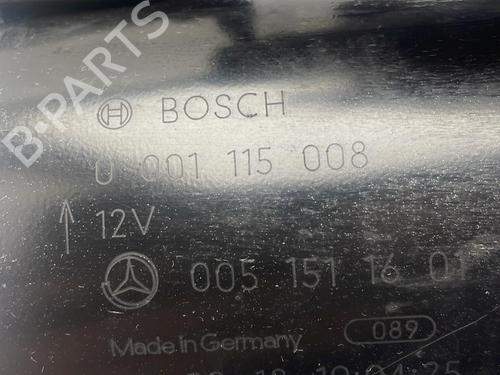 B-PARTS
BOSCH
0 001 115 008
12V
005 151 16 01
Made in Germany 089